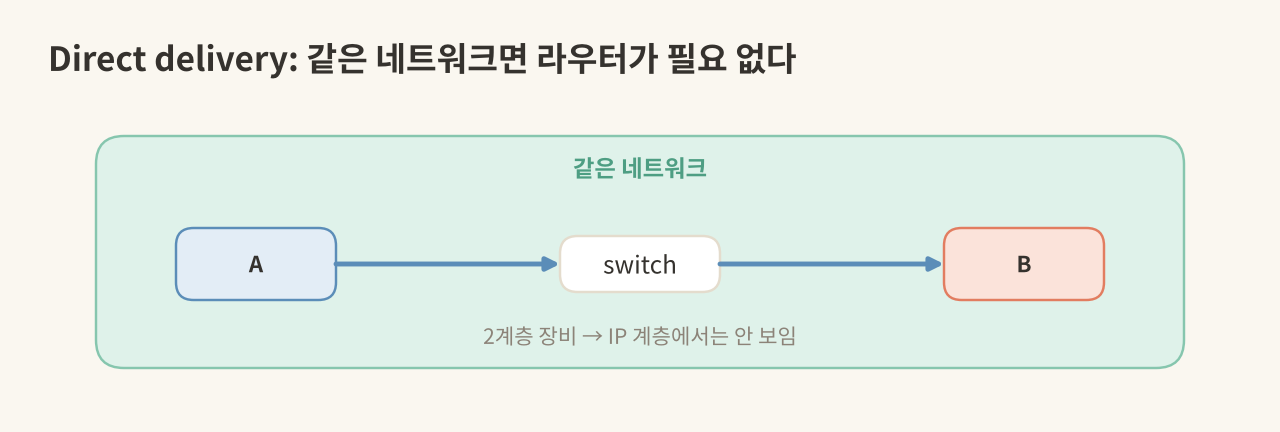 Direct delivery: 같은 네트워크면 라우터가 필요 없다
같은 네트워크
A
switch
B
2계층 장비 → IP 계층에서는 안 보임